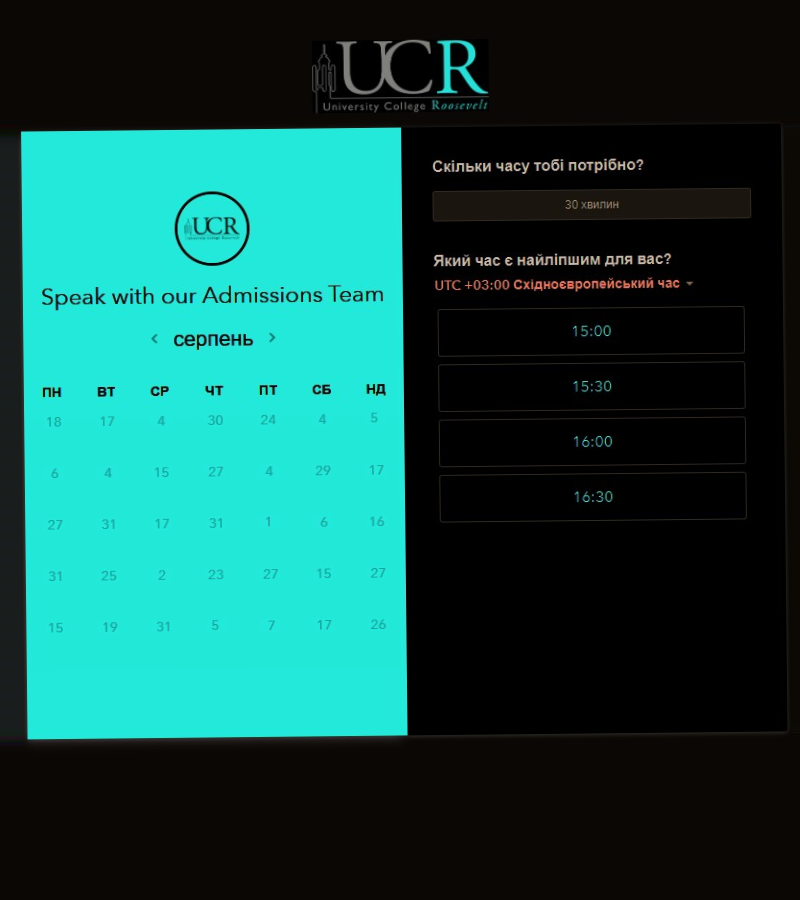 UCR
University College Roosevelt
UCR
Speak with our Admissions Team
серпень
ПН ВТ СР ЧТ ПТ СБ НД
18 17 4 30 24 4 5
6 4 15 27 4 29 17
27 31 17 31 1 6 16
31 25 2 23 27 15 27
15 19 31 5 7 17 26
Скільки часу тобі потрібно?
30 хвилин
Який час є найліпшим для вас?
UTC +03:00 Східноєвропейський час
15:00
15:30
16:00
16:30